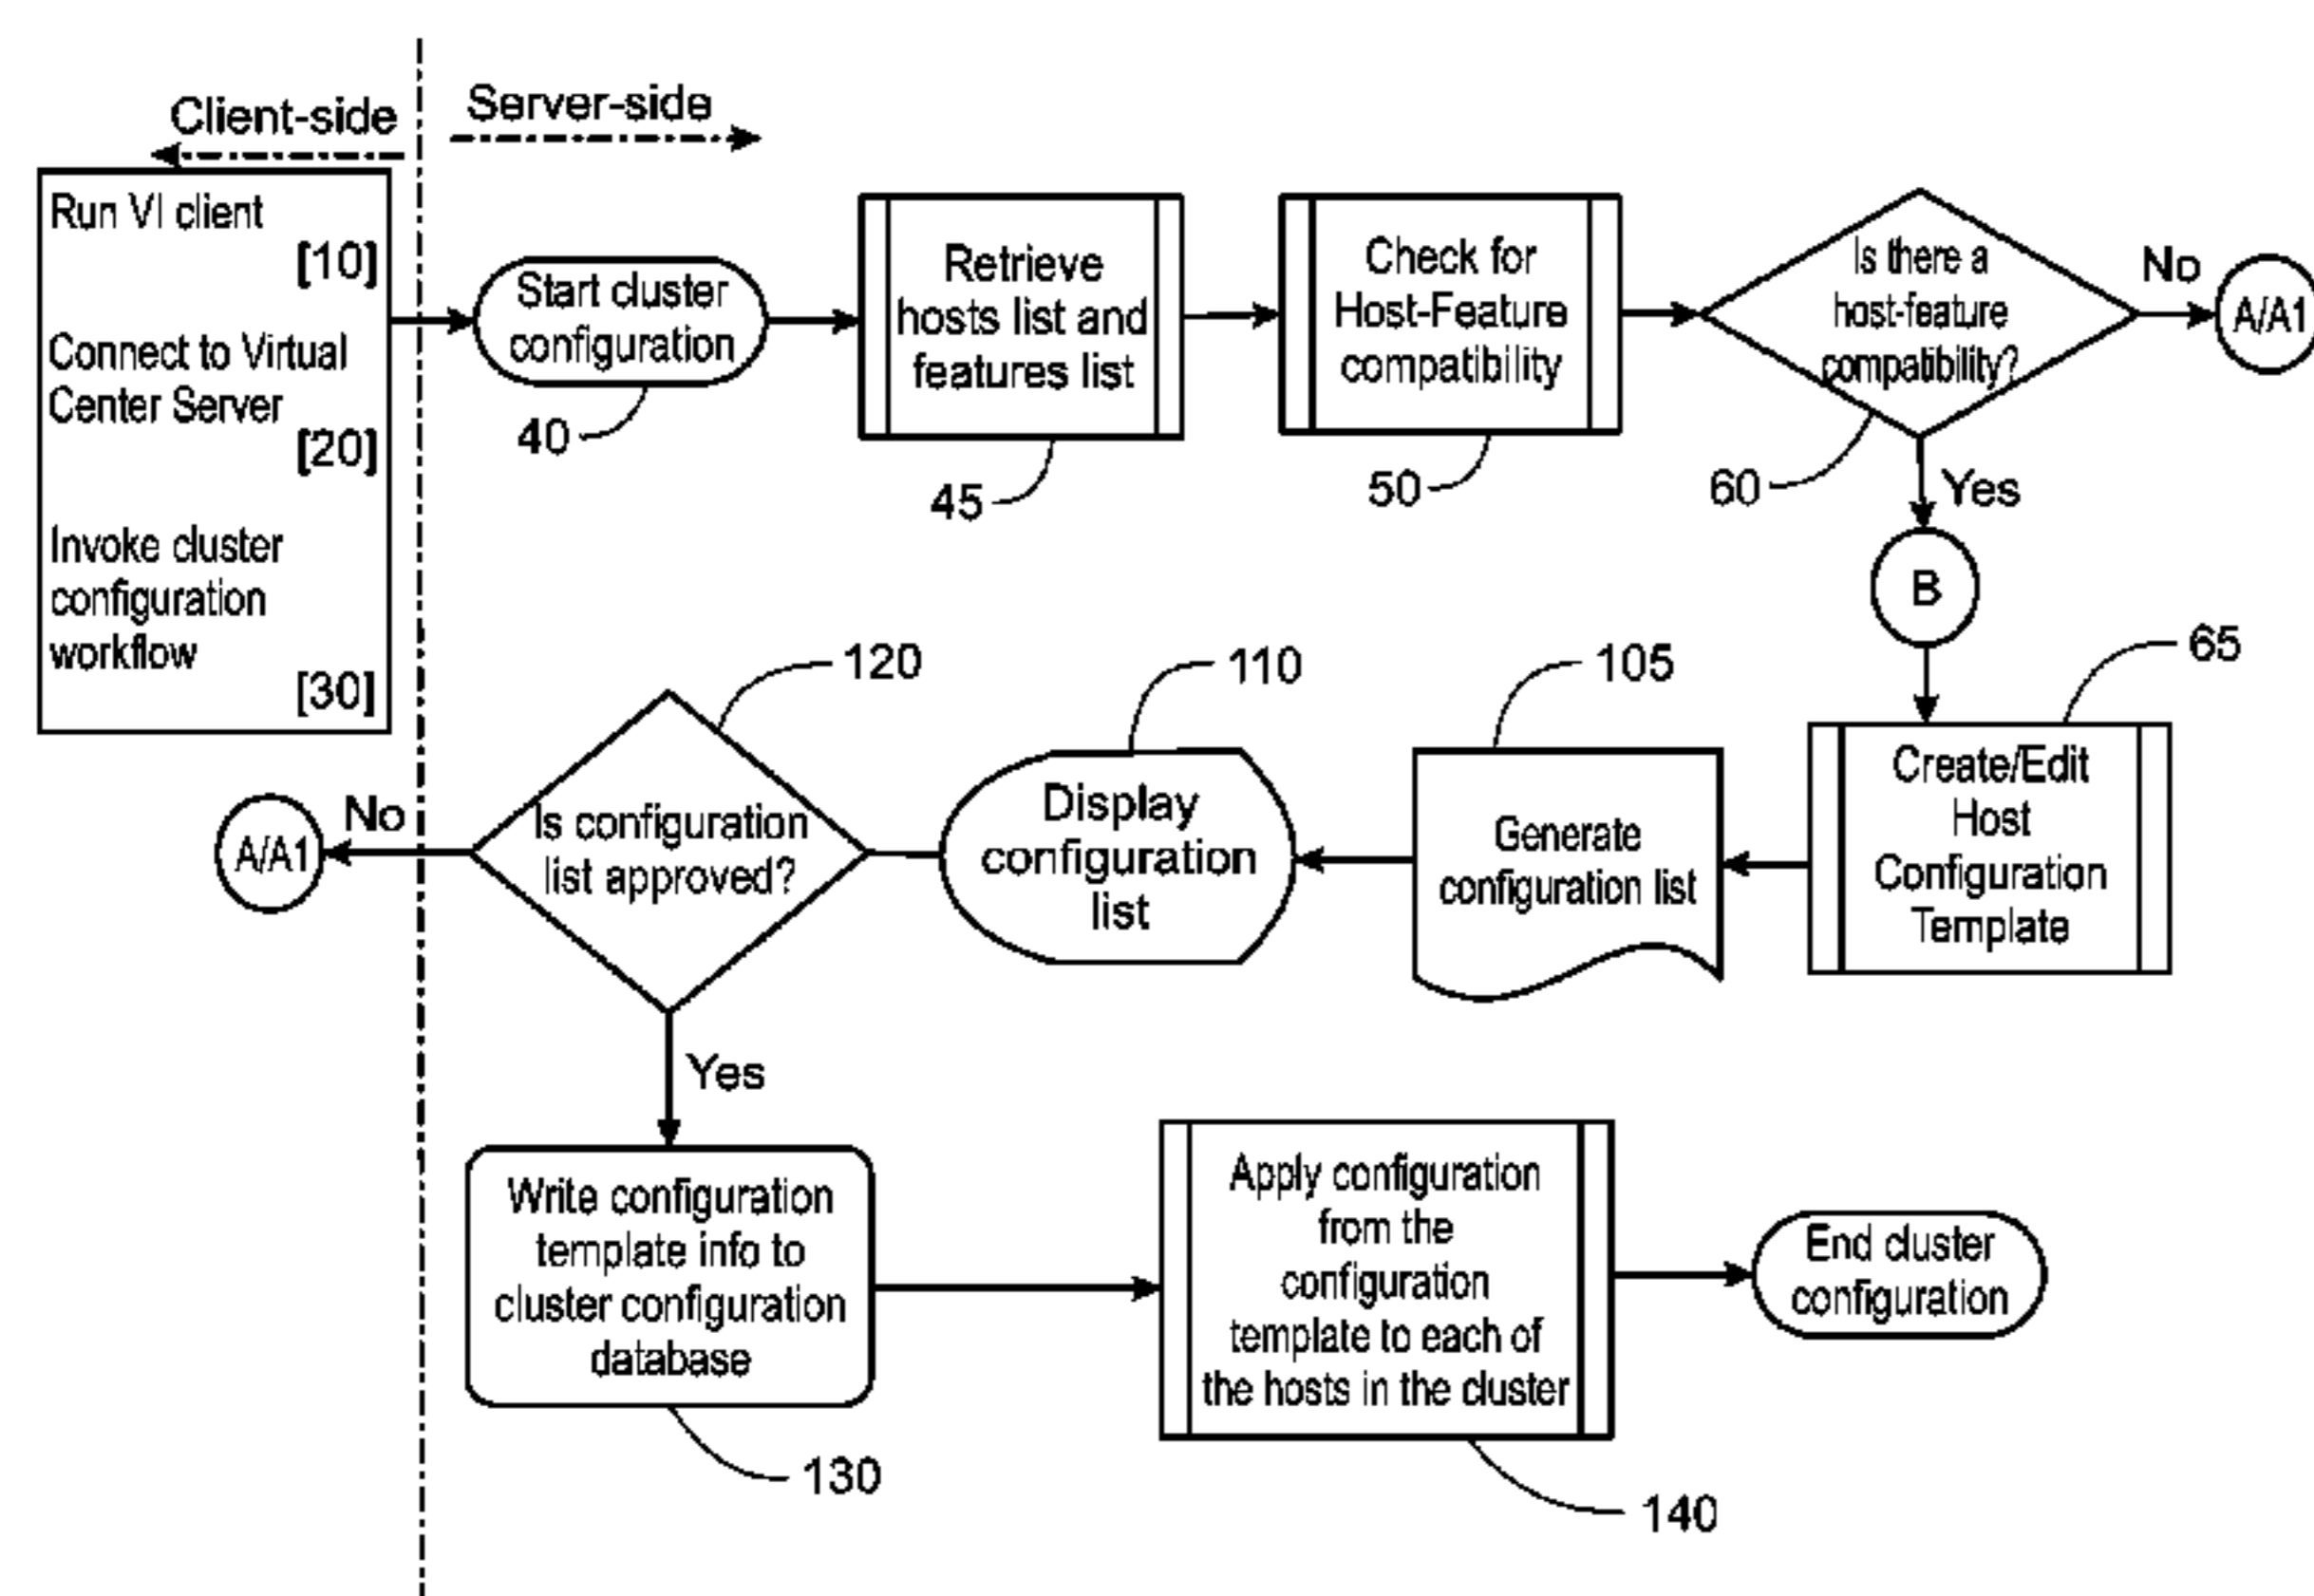 Client-side
Server-side
Run VI client
[10]
Connect to Virtual
Center Server
[20]
Invoke cluster
configuration
workflow
[30]
Start cluster
configuration
40
Retrieve
hosts list and
features list
45
Check for
Host-Feature
compatibility
50
Is there a
host-feature
compatibility?
60
No
A/A1
Yes
B
65
Create/Edit
Host
Configuration
Template
105
Generate
configuration list
110
Display
configuration
list
120
Is configuration
list approved?
No
A/A1
Yes
Write configuration
template info to
cluster configuration
database
130
Apply configuration
from the
configuration
template to each of
the hosts in the cluster
140
End cluster
configuration